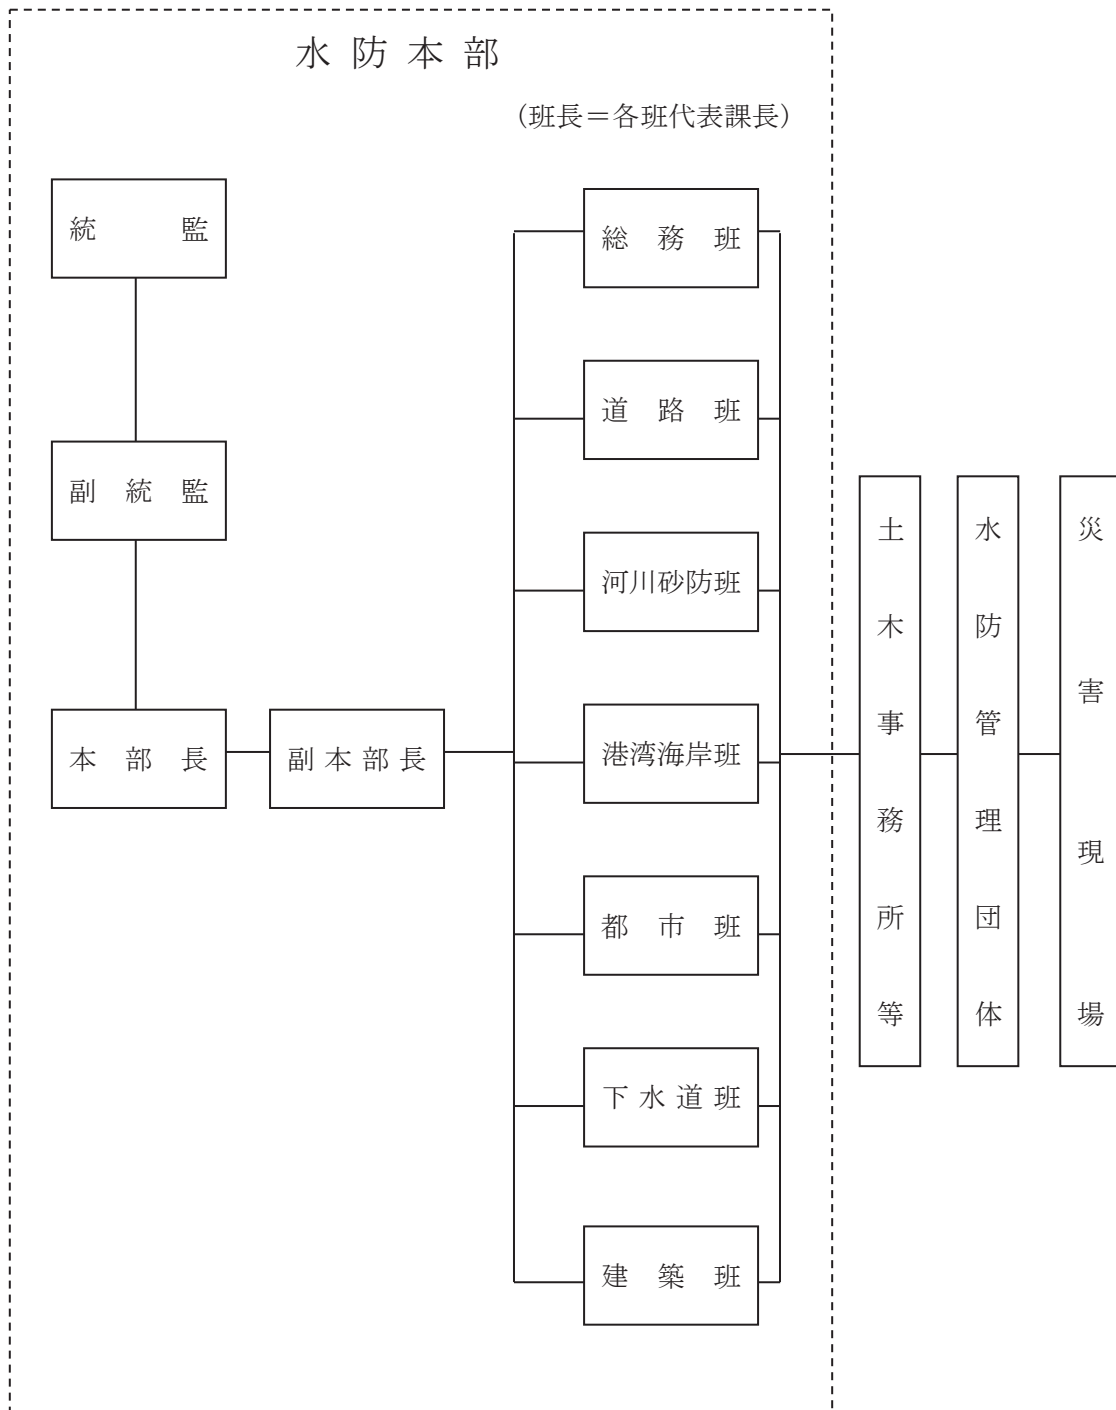 水防本部
（班長＝各班代表課長）
統監
副統監
本部長
副本部長
総務班
道路班
河川砂防班
港湾海岸班
都市班
下水道班
建築班
土木事務所等
水防管理団体
災害現場